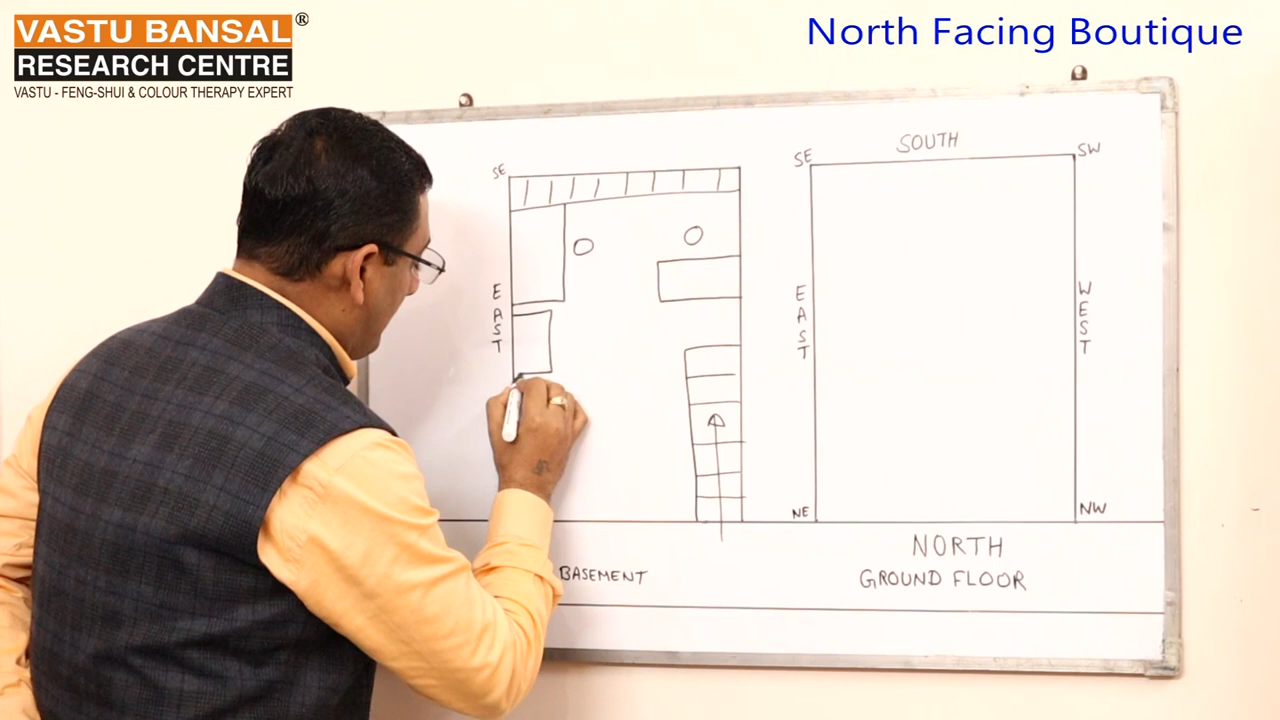 VASTU BANSAL®
RESEARCH CENTRE
VASTU - FENG-SHUI & COLOUR THERAPY EXPERT
North Facing Boutique
SE
EAST
BASEMENT
SOUTH
SE
SW
EAST
WEST
NE
NW
NORTH
GROUND FLOOR